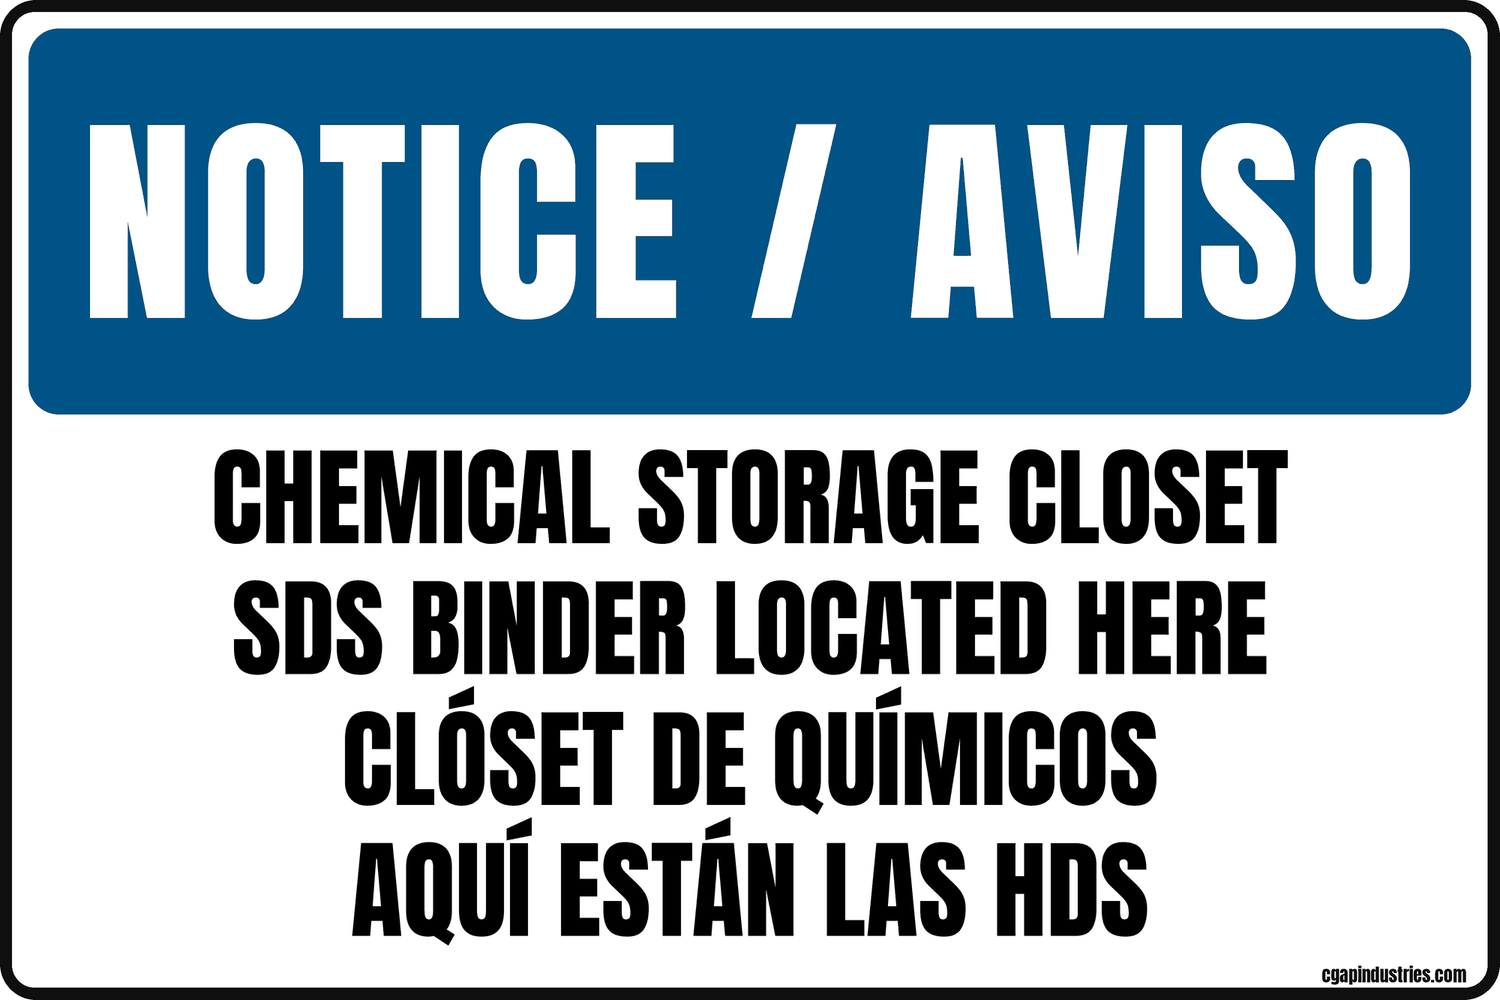 NOTICE / AVISO
CHEMICAL STORAGE CLOSET
SDS BINDER LOCATED HERE
CLÓSET DE QUÍMICOS
AQUÍ ESTÁN LAS HDS
cgapindustries.com